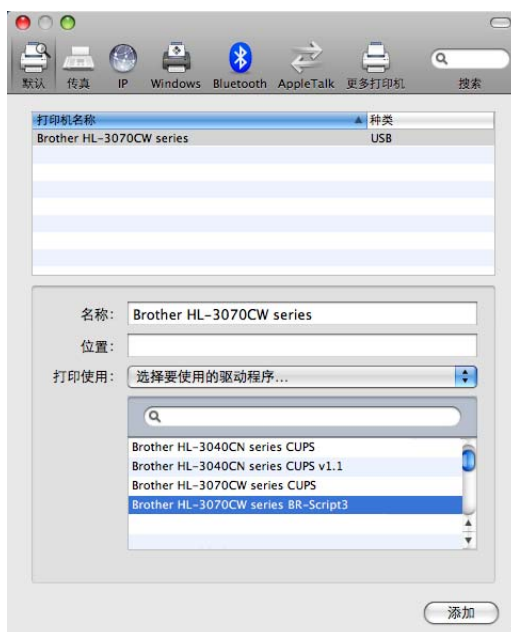 默认 传真 IP Windows Bluetooth AppleTalk 更多打印机 搜索
打印机名称 种类
Brother HL-3070CW series USB
名称: Brother HL-3070CW series
位置:
打印使用: 选择要使用的驱动程序...
Brother HL-3040CN series CUPS
Brother HL-3040CN series CUPS v1.1
Brother HL-3070CW series CUPS
Brother HL-3070CW series BR-Script3
添加